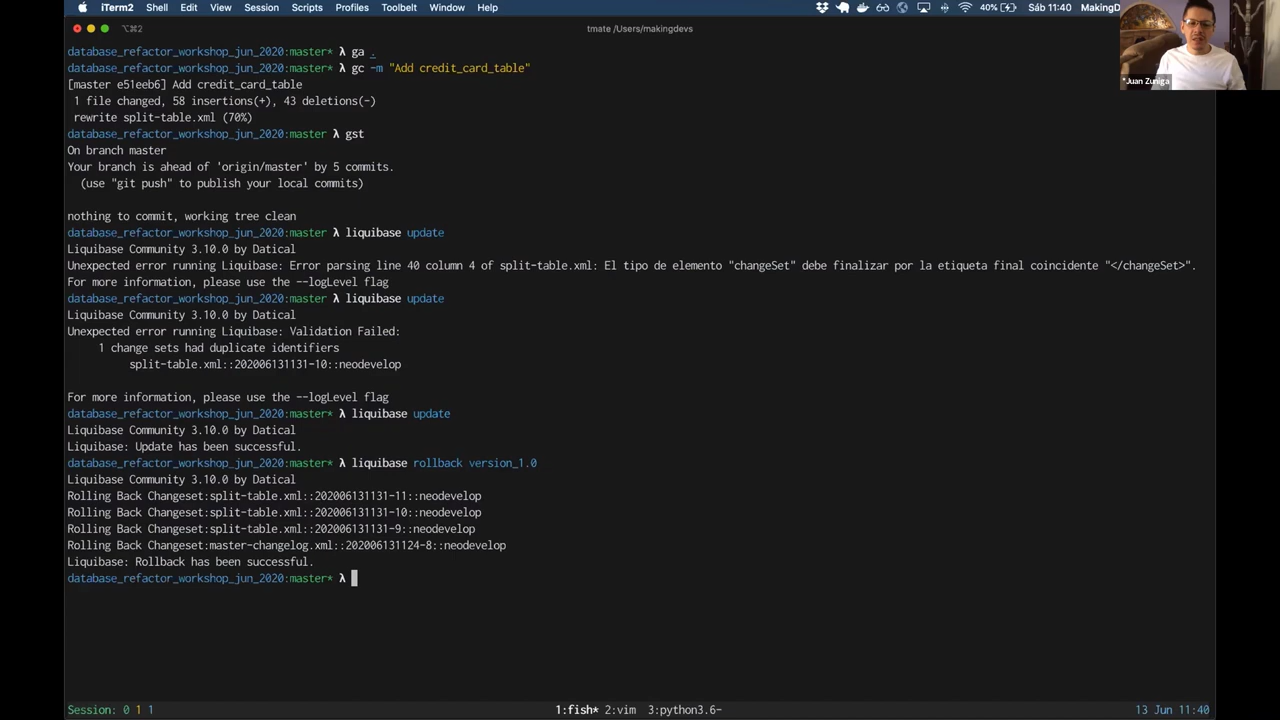 iTerm2 Shell Edit View Session Scripts Profiles Toolbelt Window Help 40% Sáb 11:40 MakingD
⌥⌘2 tmate /Users/makingdevs
*Juan Zuniga
database_refactor_workshop_jun_2020:master* λ ga .
database_refactor_workshop_jun_2020:master* λ gc -m "Add credit_card_table"
[master e51eeb6] Add credit_card_table
1 file changed, 58 insertions(+), 43 deletions(-)
rewrite split-table.xml (70%)
database_refactor_workshop_jun_2020:master λ gst
On branch master
Your branch is ahead of 'origin/master' by 5 commits.
(use "git push" to publish your local commits)
nothing to commit, working tree clean
database_refactor_workshop_jun_2020:master λ liquibase update
Liquibase Community 3.10.0 by Datical
Unexpected error running Liquibase: Error parsing line 40 column 4 of split-table.xml: El tipo de elemento "changeSet" debe finalizar por la etiqueta final coincidente "</changeSet>".
For more information, please use the --logLevel flag
database_refactor_workshop_jun_2020:master λ liquibase update
Liquibase Community 3.10.0 by Datical
Unexpected error running Liquibase: Validation Failed:
1 change sets had duplicate identifiers
split-table.xml::202006131131-10::neodevelop
For more information, please use the --logLevel flag
database_refactor_workshop_jun_2020:master* λ liquibase update
Liquibase Community 3.10.0 by Datical
Liquibase: Update has been successful.
database_refactor_workshop_jun_2020:master* λ liquibase rollback version_1.0
Liquibase Community 3.10.0 by Datical
Rolling Back Changeset:split-table.xml::202006131131-11::neodevelop
Rolling Back Changeset:split-table.xml::202006131131-10::neodevelop
Rolling Back Changeset:split-table.xml::202006131131-9::neodevelop
Rolling Back Changeset:master-changelog.xml::202006131124-8::neodevelop
Liquibase: Rollback has been successful.
database_refactor_workshop_jun_2020:master* λ
Session: 0 1 1 1:fish* 2:vim 3:python3.6- 13 Jun 11:40